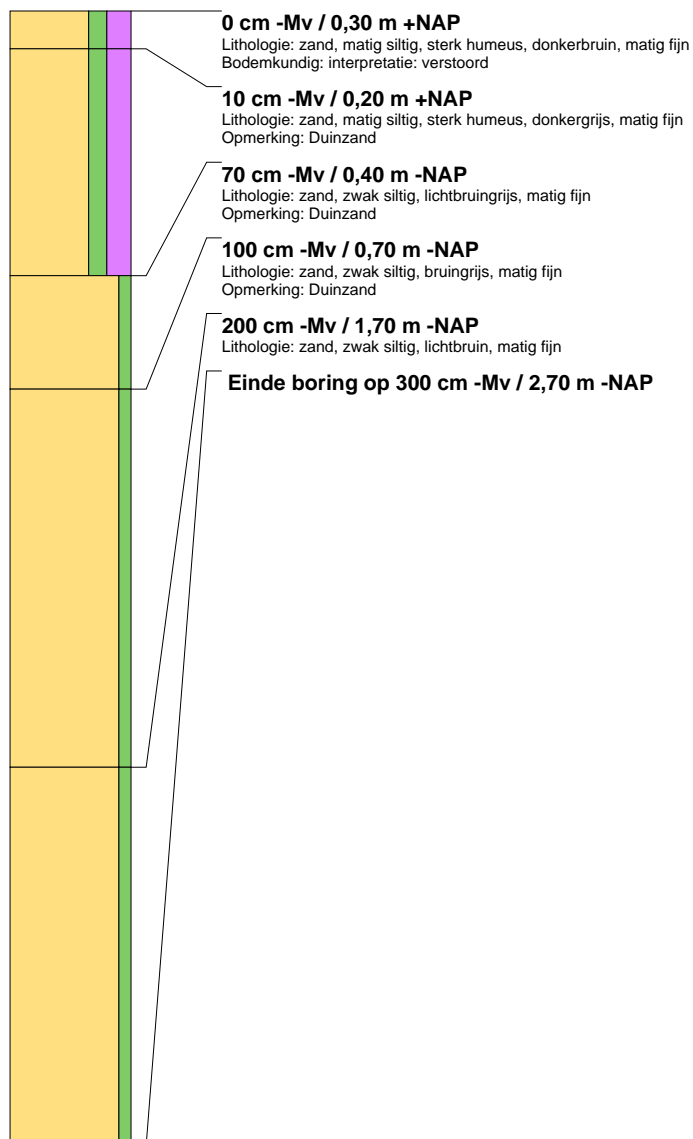 0 cm -Mv / 0,30 m +NAP
Lithologie: zand, matig siltig, sterk humeus, donkerbruin, matig fijn
Bodemkundig: interpretatie: verstoord
10 cm -Mv / 0,20 m +NAP
Lithologie: zand, matig siltig, sterk humeus, donkergrijs, matig fijn
Opmerking: Duinzand
70 cm -Mv / 0,40 m -NAP
Lithologie: zand, zwak siltig, lichtbruingrijs, matig fijn
Opmerking: Duinzand
100 cm -Mv / 0,70 m -NAP
Lithologie: zand, zwak siltig, bruingrijs, matig fijn
Opmerking: Duinzand
200 cm -Mv / 1,70 m -NAP
Lithologie: zand, zwak siltig, lichtbruin, matig fijn
Einde boring op 300 cm -Mv / 2,70 m -NAP